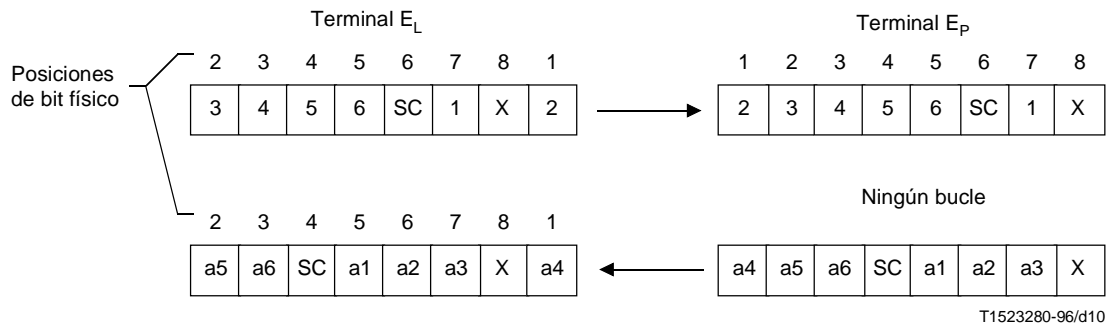 Terminal EL Terminal EP
Posiciones de bit físico
2 3 4 5 6 7 8 1 1 2 3 4 5 6 7 8
3 4 5 6 SC 1 X 2 2 3 4 5 6 SC 1 X
Ningún bucle
2 3 4 5 6 7 8 1
a5 a6 SC a1 a2 a3 X a4 a4 a5 a6 SC a1 a2 a3 X
T1523280-96/d10